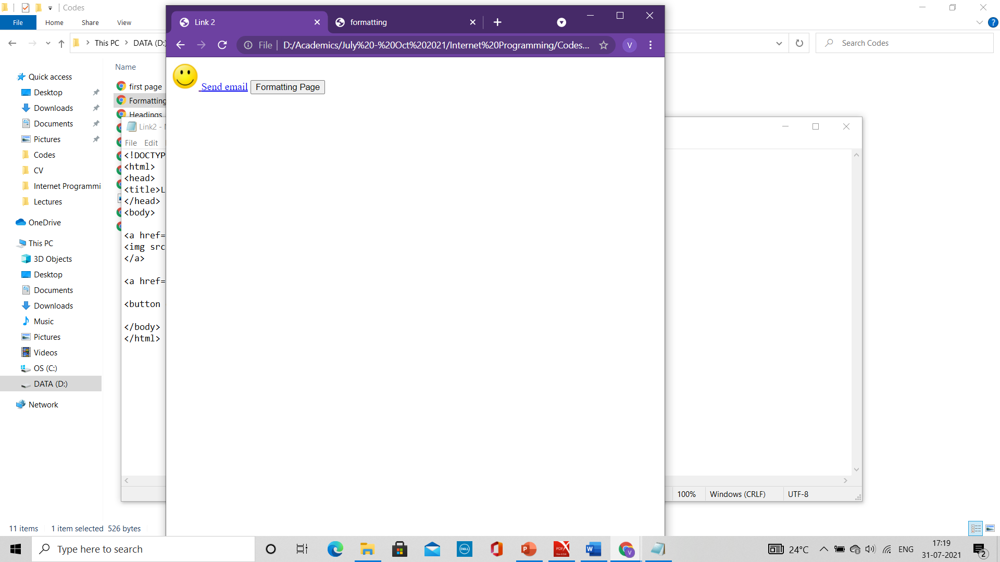 Codes
File Home Share View
This PC DATA (D:)
Search Codes
Name
Quick access
Desktop
Downloads
Documents
Pictures
Codes
CV
Internet Programmi
Lectures
OneDrive
This PC
3D Objects
Desktop
Documents
Downloads
Music
Pictures
Videos
OS (C:)
DATA (D:)
Network
first page
Formatting
Headings
Link 2
formatting
File D:/Academics/July%20-%20Oct%202021/Internet%20Programming/Codes...
V
Send email Formatting Page
Link2 -
File Edit
<!DOCTYP
<html>
<head>
<title>L
</head>
<body>
<a href=
<img src
</a>
<a href=
<button
</body>
</html>
100% Windows (CRLF) UTF-8
11 items 1 item selected 526 bytes
Type here to search
DELL
P
PDF
W
V
24°C
ENG
17:19
31-07-2021
2